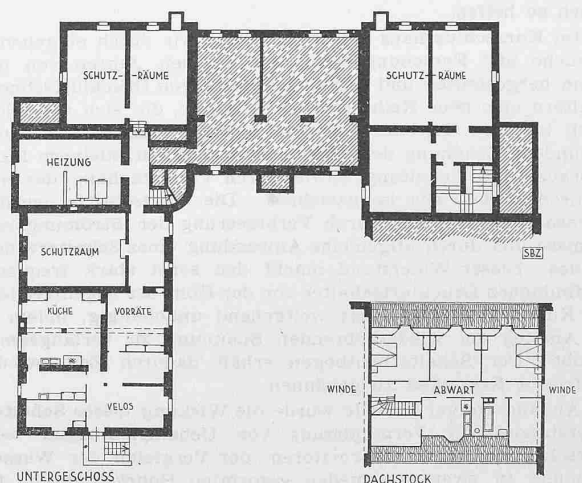 SCHUTZ-RÄUME
SCHUTZ-RÄUME
HEIZUNG
SCHUTZRAUM
SBZ
KÜCHE
VORRÄTE
WINDE
ABWART
WINDE
VELOS
UNTERGESCHOSS
DACHSTOCK